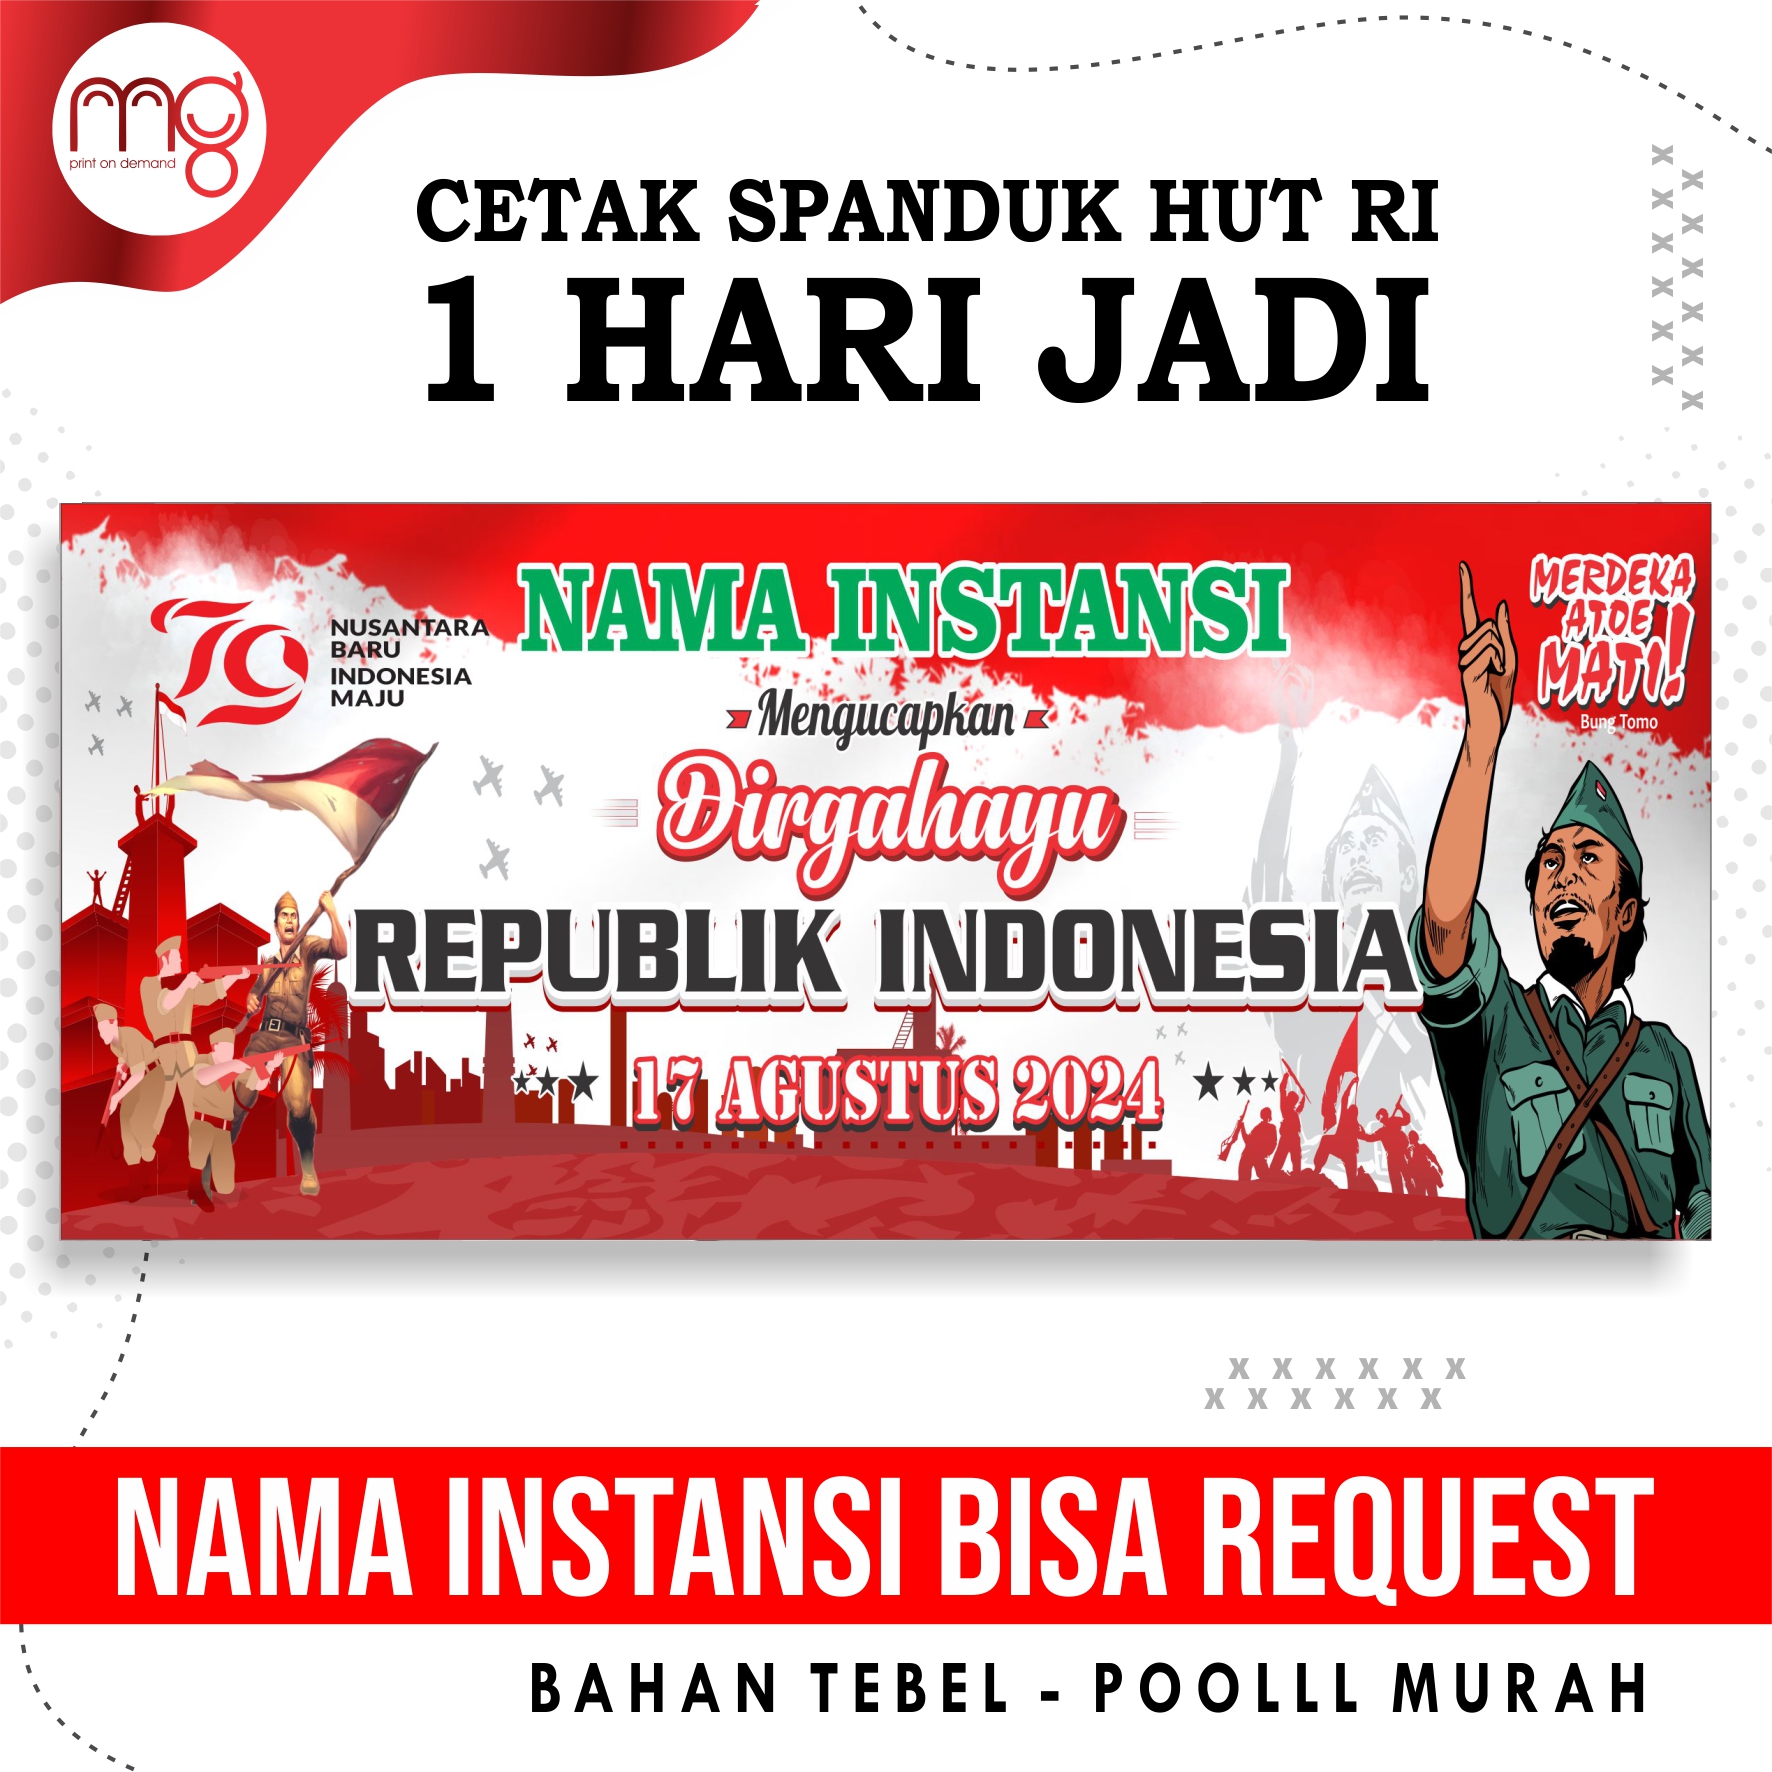 mg
print on demand
CETAK SPANDUK HUT RI
1 HARI JADI
79
NUSANTARA
BARU
INDONESIA
MAJU
NAMA INSTANSI
Mengucapkan
Dirgahayu
REPUBLIK INDONESIA
17 AGUSTUS 2024
MERDEKA
ATOE
MATI!
Bung Tomo
NAMA INSTANSI BISA REQUEST
BAHAN TEBEL - POOLLL MURAH